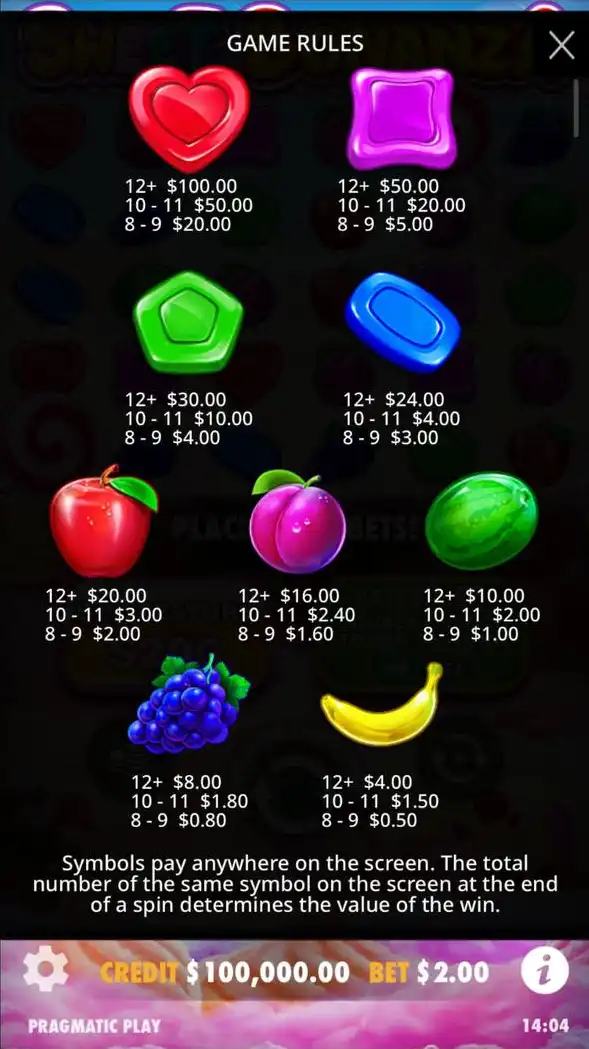 GAME RULES
12+ $100.00
10 - 11 $50.00
8 - 9 $20.00
12+ $50.00
10 - 11 $20.00
8 - 9 $5.00
12+ $30.00
10 - 11 $10.00
8 - 9 $4.00
12+ $24.00
10 - 11 $4.00
8 - 9 $3.00
12+ $20.00
10 - 11 $3.00
8 - 9 $2.00
12+ $16.00
10 - 11 $2.40
8 - 9 $1.60
12+ $10.00
10 - 11 $2.00
8 - 9 $1.00
12+ $8.00
10 - 11 $1.80
8 - 9 $0.80
12+ $4.00
10 - 11 $1.50
8 - 9 $0.50
Symbols pay anywhere on the screen. The total
number of the same symbol on the screen at the end
of a spin determines the value of the win.
CREDIT $100,000.00 BET $2.00
PRAGMATIC PLAY 14:04